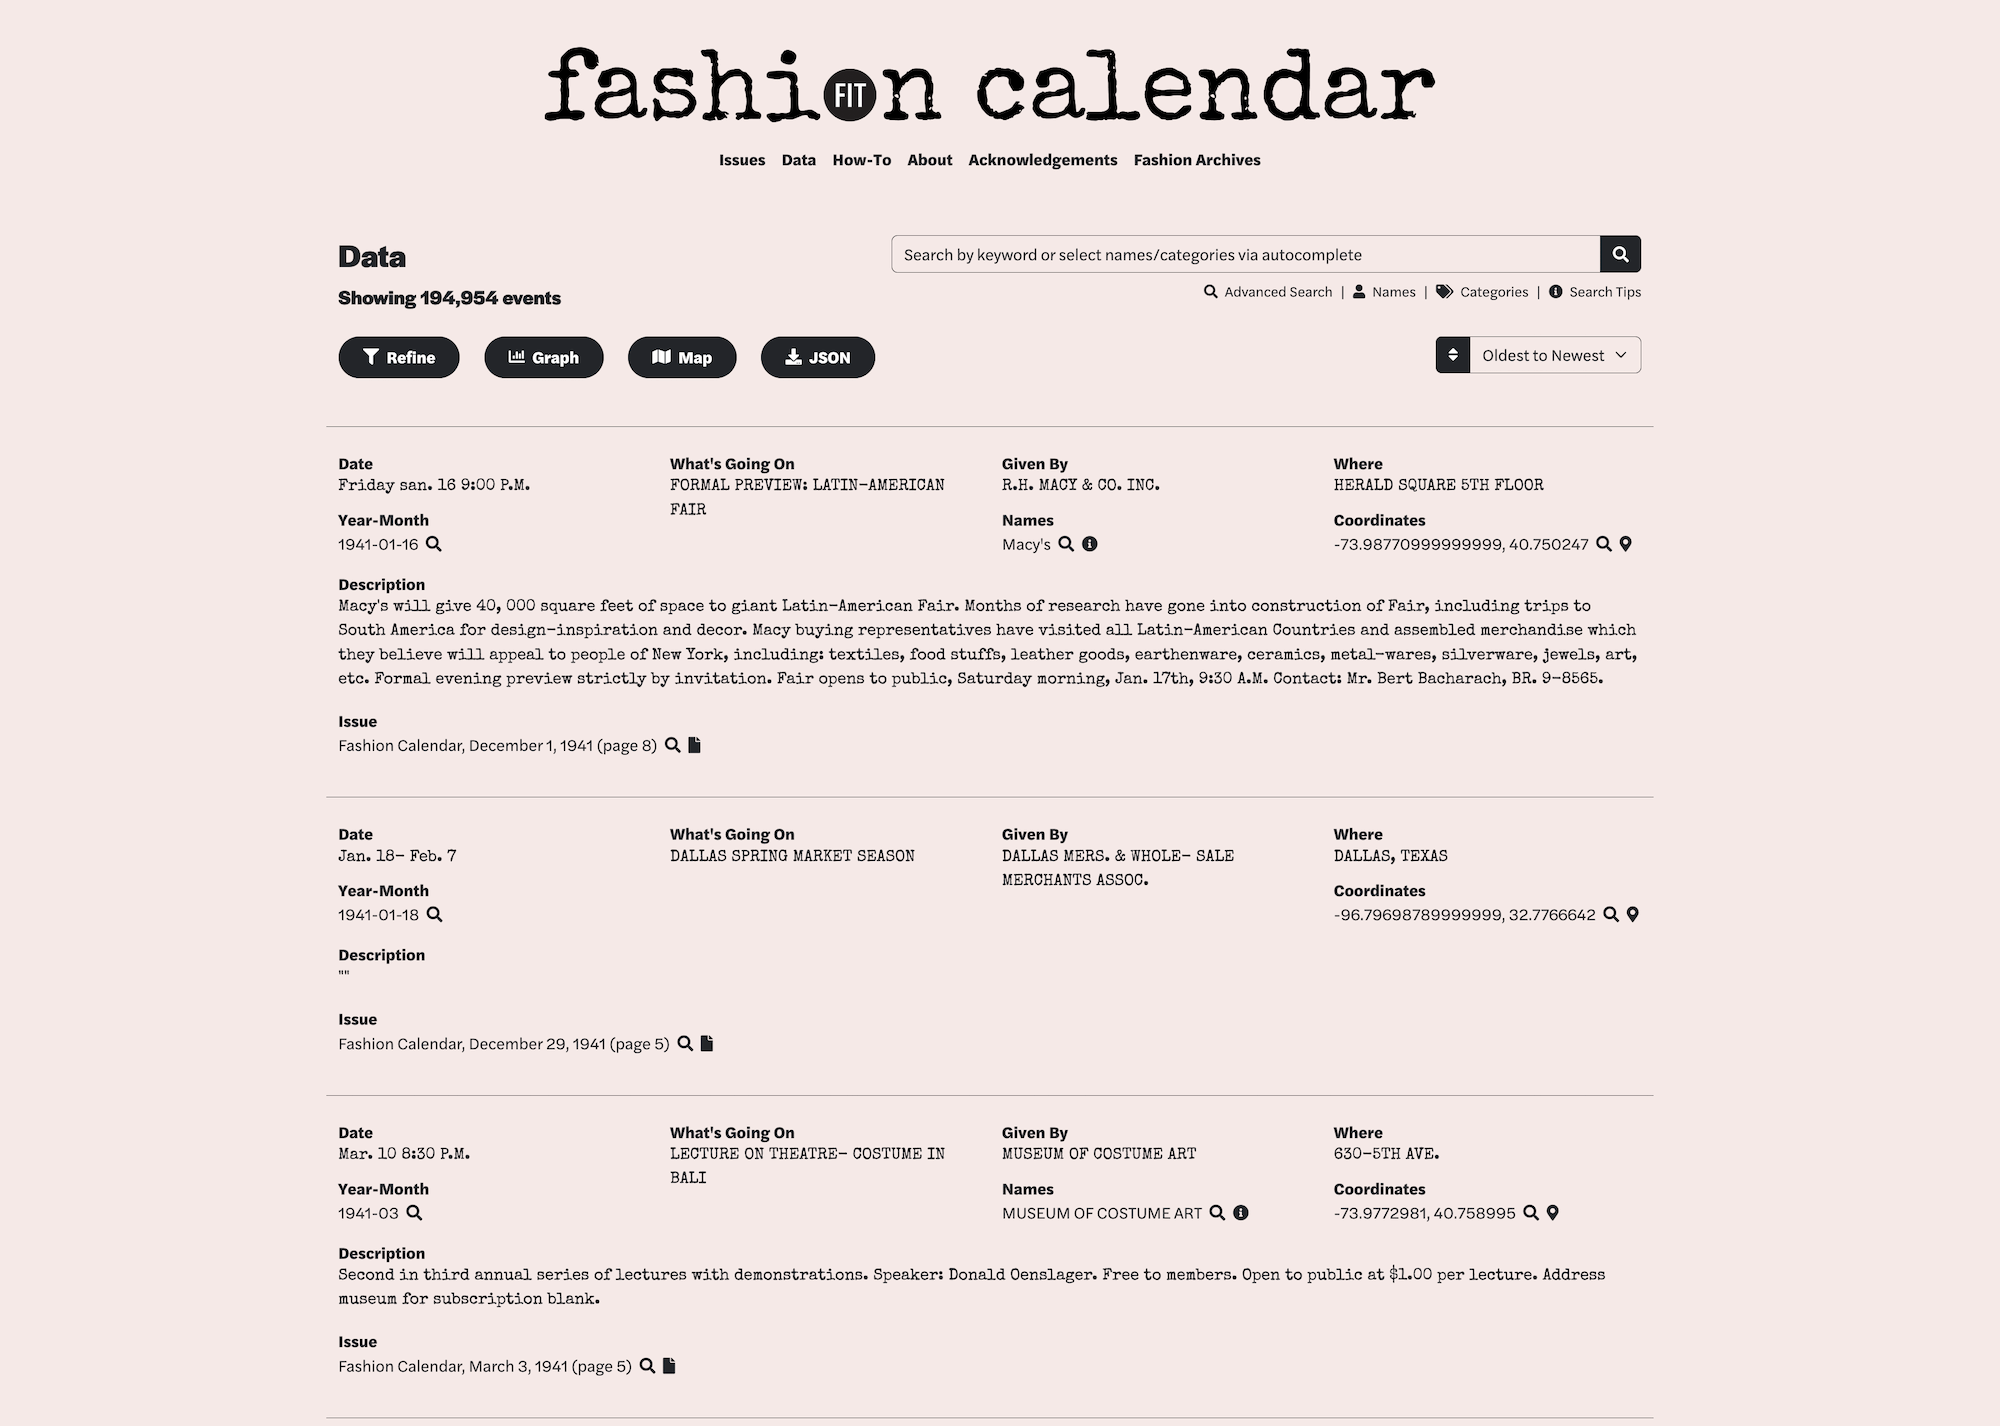 fashion calendar
FIT
Issues Data How-To About Acknowledgements Fashion Archives
Data
Search by keyword or select names/categories via autocomplete
Showing 194,954 events
Advanced Search | Names | Categories | Search Tips
Refine Graph Map JSON
Oldest to Newest
Date
Friday san. 16 9:00 P.M.
Year-Month
1941-01-16
What's Going On
FORMAL PREVIEW: LATIN-AMERICAN
FAIR
Given By
R.H. MACY & CO. INC.
Names
Macy's
Where
HERALD SQUARE 5TH FLOOR
Coordinates
-73.98770999999999, 40.750247
Description
Macy's will give 40, 000 square feet of space to giant Latin-American Fair. Months of research have gone into construction of Fair, including trips to
South America for design-inspiration and decor. Macy buying representatives have visited all Latin-American Countries and assembled merchandise which
they believe will appeal to people of New York, including: textiles, food stuffs, leather goods, earthenware, ceramics, metal-wares, silverware, jewels, art,
etc. Formal evening preview strictly by invitation. Fair opens to public, Saturday morning, Jan. 17th, 9:30 A.M. Contact: Mr. Bert Bacharach, BR. 9-8565.
Issue
Fashion Calendar, December 1, 1941 (page 8)
Date
Jan. 18- Feb. 7
Year-Month
1941-01-18
What's Going On
DALLAS SPRING MARKET SEASON
Given By
DALLAS MERS. & WHOLE- SALE
MERCHANTS ASSOC.
Where
DALLAS, TEXAS
Coordinates
-96.79698789999999, 32.7766642
Description
""
Issue
Fashion Calendar, December 29, 1941 (page 5)
Date
Mar. 10 8:30 P.M.
Year-Month
1941-03
What's Going On
LECTURE ON THEATRE- COSTUME IN
BALI
Given By
MUSEUM OF COSTUME ART
Names
MUSEUM OF COSTUME ART
Where
630-5TH AVE.
Coordinates
-73.9772981, 40.758995
Description
Second in third annual series of lectures with demonstrations. Speaker: Donald Oenslager. Free to members. Open to public at $1.00 per lecture. Address
museum for subscription blank.
Issue
Fashion Calendar, March 3, 1941 (page 5)